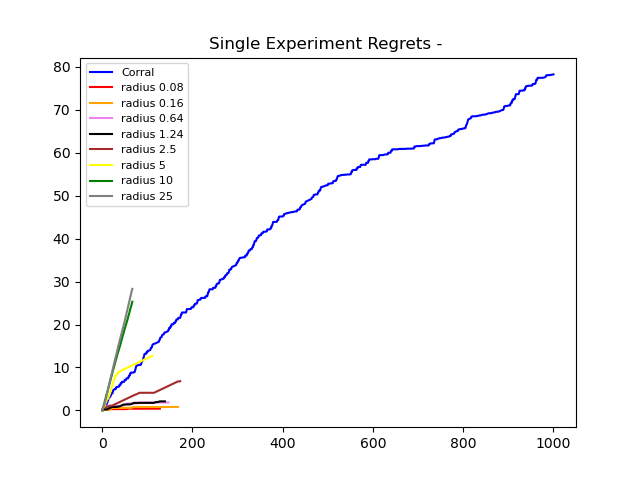 Single Experiment Regrets -
80
70
60
50
40
30
20
10
0
Corral
radius 0.08
radius 0.16
radius 0.64
radius 1.24
radius 2.5
radius 5
radius 10
radius 25
0 200 400 600 800 1000